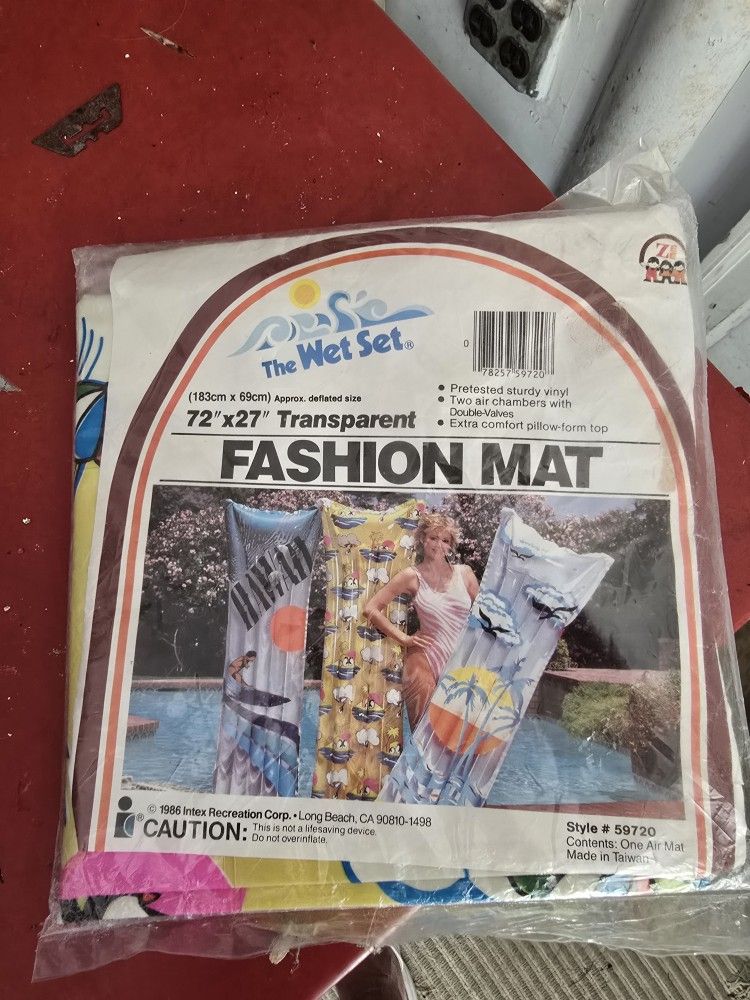 Z
The Wet Set®
0
78257 59720
(183cm x 69cm) Approx. deflated size
72"x27" Transparent
• Pretested sturdy vinyl
• Two air chambers with
Double-Valves
• Extra comfort pillow-form top
FASHION MAT
HAWAII
© 1986 Intex Recreation Corp. • Long Beach, CA 90810-1498
® CAUTION: This is not a lifesaving device.
Do not overinflate.
Style # 59720
Contents: One Air Mat
Made in Taiwan